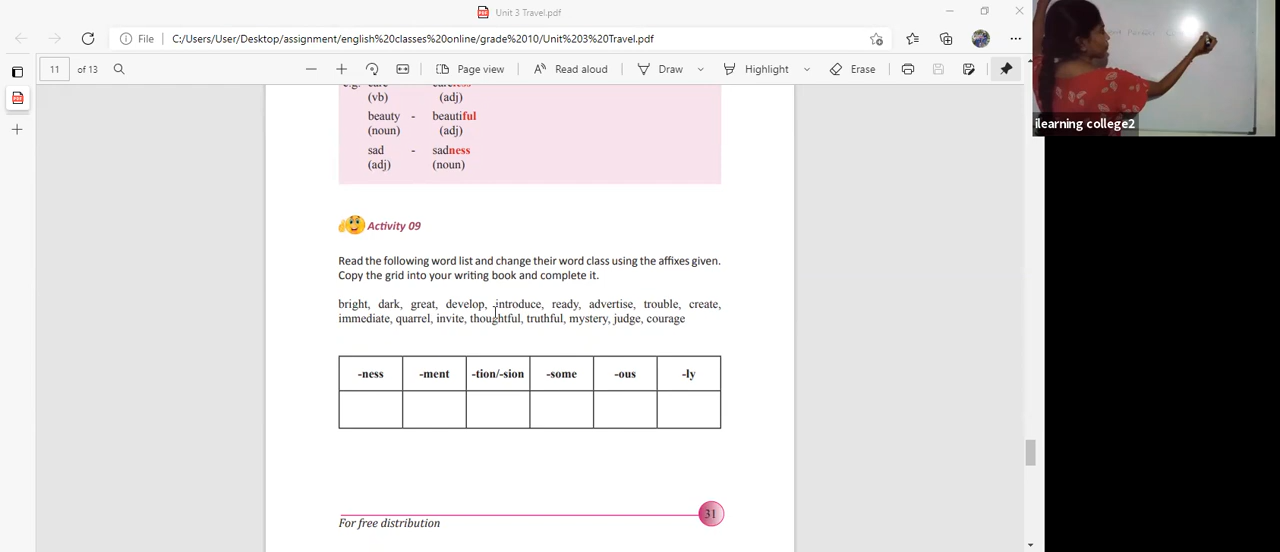 Unit 3 Travel.pdf
File
C:/Users/User/Desktop/assignment/english%20classes%20online/grade%2010/Unit%203%20Travel.pdf
11 of 13
Page view
Read aloud
Draw
Highlight
Erase
(vb) (adj)
beauty - beautiful
(noun) (adj)
sad - sadness
(adj) (noun)
Activity 09
Read the following word list and change their word class using the affixes given.
Copy the grid into your writing book and complete it.
bright, dark, great, develop, introduce, ready, advertise, trouble, create,
immediate, quarrel, invite, thoughtful, truthful, mystery, judge, courage
-ness -ment -tion/-sion -some -ous -ly
31
For free distribution
ilearning college2